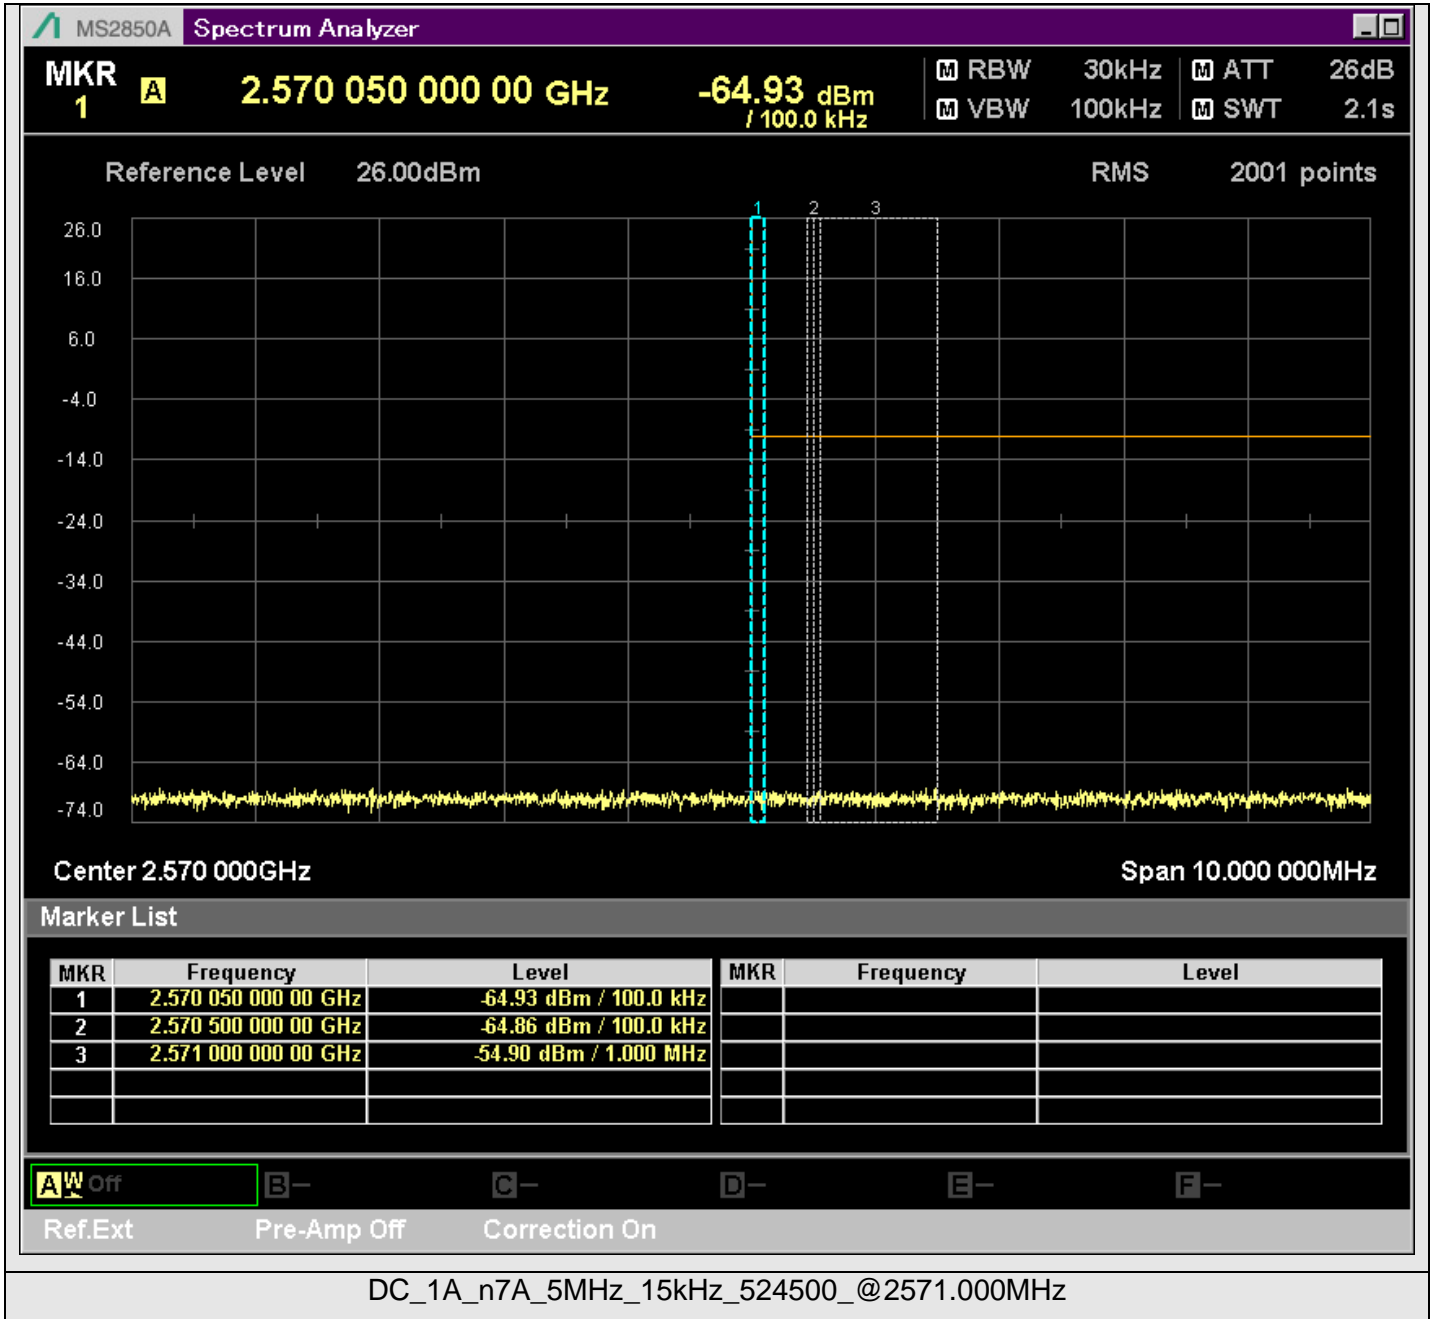 MS2850A Spectrum Analyzer
MKR 1 A 2.570 050 000 00 GHz -64.93 dBm / 100.0 kHz
M RBW 30kHz M ATT 26dB
M VBW 100kHz M SWT 2.1s
Reference Level 26.00dBm RMS 2001 points
1 2 3
26.0
16.0
6.0
-4.0
-14.0
-24.0
-34.0
-44.0
-54.0
-64.0
-74.0
Center 2.570 000GHz Span 10.000 000MHz
Marker List
MKR Frequency Level MKR Frequency Level
1 2.570 050 000 00 GHz -64.93 dBm / 100.0 kHz
2 2.570 500 000 00 GHz -64.86 dBm / 100.0 kHz
3 2.571 000 000 00 GHz -54.90 dBm / 1.000 MHz
A W Off B - C - D - E - F -
Ref.Ext Pre-Amp Off Correction On
DC_1A_n7A_5MHz_15kHz_524500_@2571.000MHz